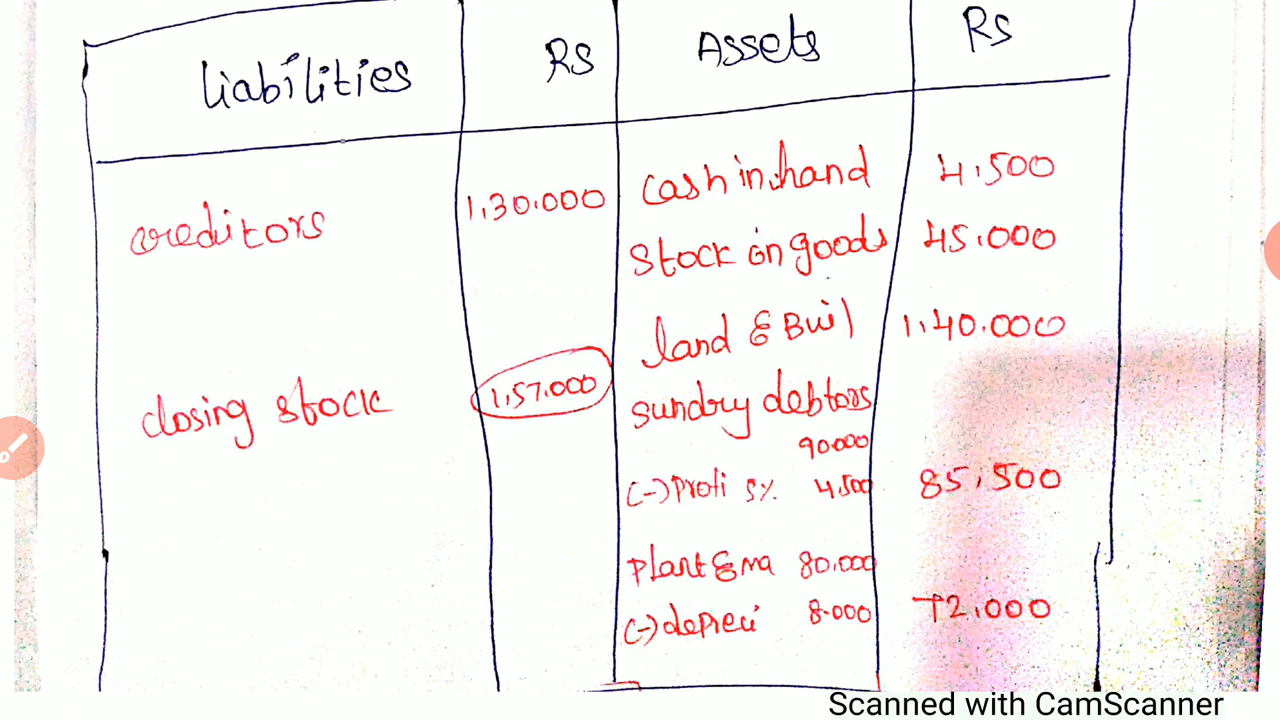 Liabilities RS Assets RS
creditors 1,30.000 cash in hand 4,500
stock in goods 45.000
land & Buil 1,40.000
closing stock 1,57.000 sundry debtors
90.000
(-) Profi 5% 4,500 85,500
Plant & ma 80,000
(-) depreci 8.000 72,000
Scanned with CamScanner